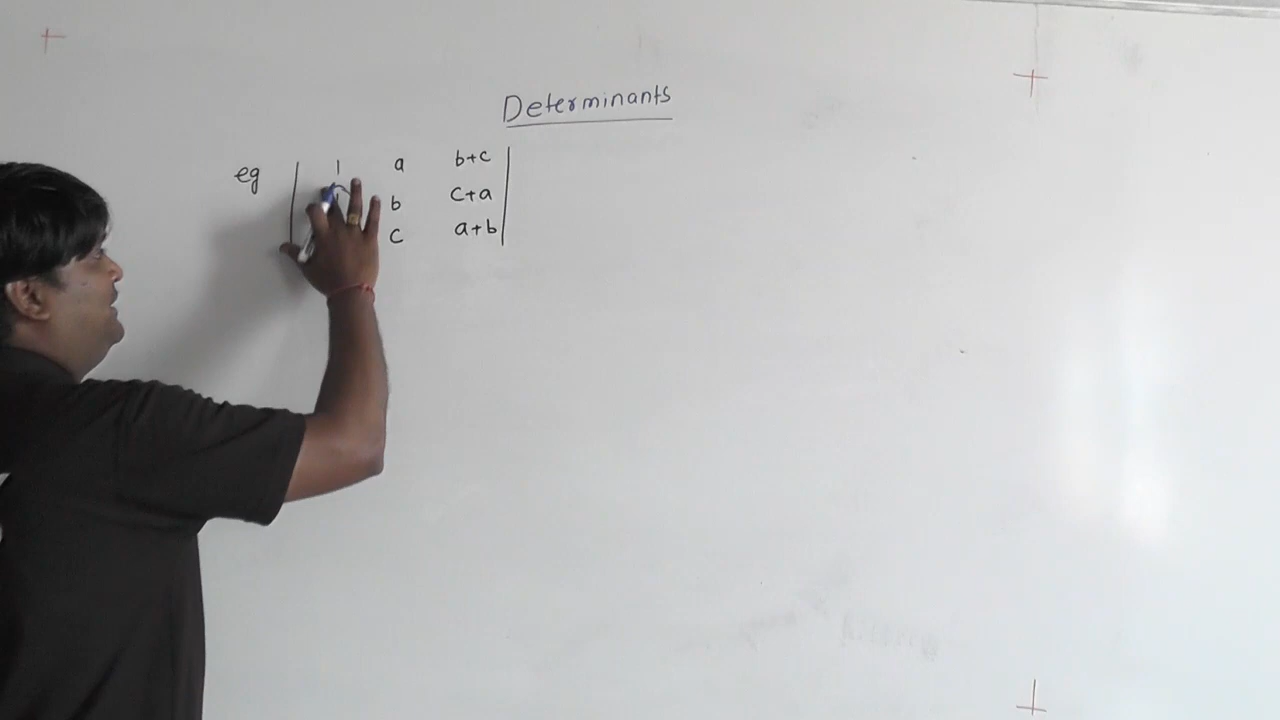 Determinants
eg | 1 a b+c |
b c+a
c a+b